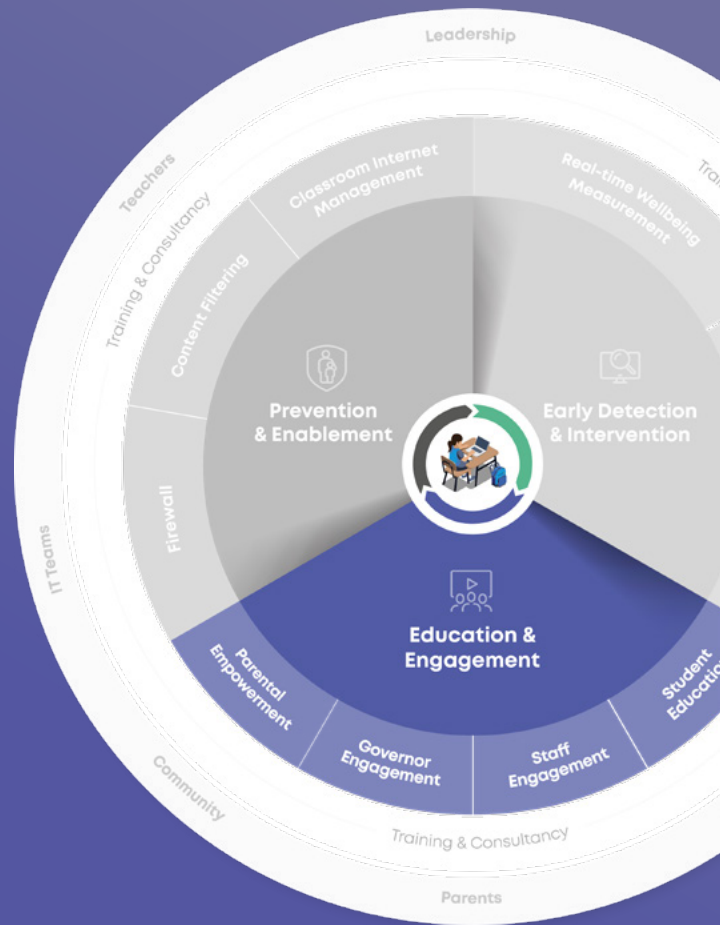 Leadership
Teachers
Training & Consultancy
Classroom Internet
Management
Real-time Wellbeing
Measurement
Content Filtering
Prevention
& Enablement
Early Detection
& Intervention
Firewall
IT Teams
Education &
Engagement
Parental
Empowerment
Governor
Engagement
Staff
Engagement
Student
Community
Training & Consultancy
Parents